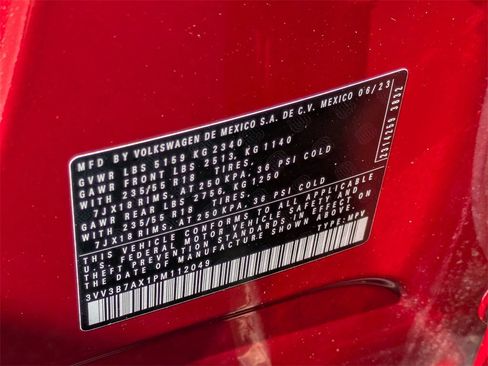 MFD BY VOLKSWAGEN DE MEXICO S.A. DE C.V. MEXICO 06/23
GVWR LBS 5159 KG 2340
GAWR FRONT LBS 2513, KG 1140
WITH 235/55 R18 TIRES,
7JX18 RIMS, AT 250 KPA, 36 PSI COLD
GAWR REAR LBS 2756, KG 1250
WITH 235/55 R18 TIRES,
7JX18 RIMS, AT 250 KPA, 36 PSI COLD
THIS VEHICLE CONFORMS TO ALL APPLICABLE
U.S. FEDERAL MOTOR VEHICLE SAFETY AND
THEFT PREVENTION STANDARDS IN EFFECT ON
THE DATE OF MANUFACTURE SHOWN ABOVE.
3VV3B7AX1PM112049 TYPE: MPV
2314259 3832